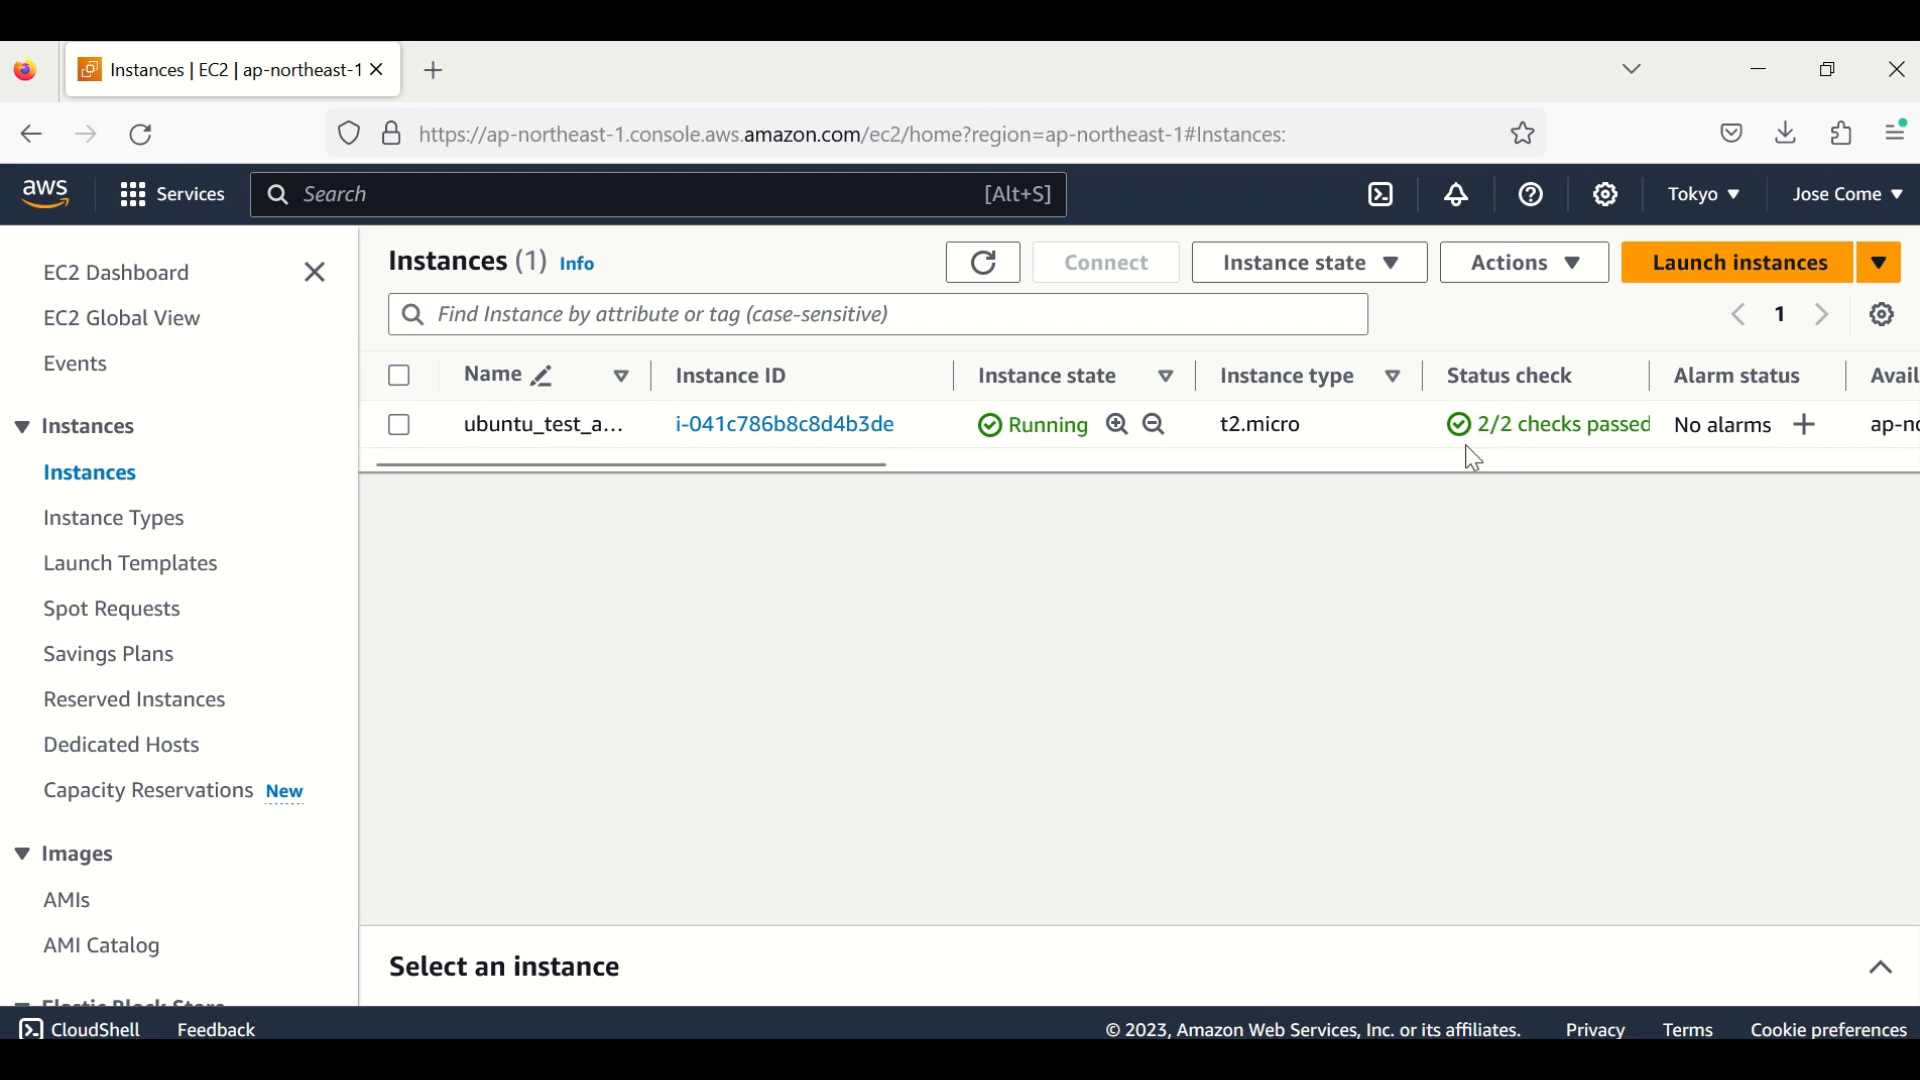 Instances | EC2 | ap-northeast-1
https://ap-northeast-1.console.aws.amazon.com/ec2/home?region=ap-northeast-1#Instances:
aws Services Search [Alt+S] Tokyo Jose Come
EC2 Dashboard
EC2 Global View
Events
Instances
Instances
Instance Types
Launch Templates
Spot Requests
Savings Plans
Reserved Instances
Dedicated Hosts
Capacity Reservations New
Images
AMIs
AMI Catalog
Elastic Block Store
Instances (1) Info Connect Instance state Actions Launch instances
Find Instance by attribute or tag (case-sensitive) 1
Name Instance ID Instance state Instance type Status check Alarm status Avail
ubuntu_test_a... i-041c786b8c8d4b3de Running t2.micro 2/2 checks passed No alarms + ap-no
Select an instance
CloudShell Feedback © 2023, Amazon Web Services, Inc. or its affiliates. Privacy Terms Cookie preferences